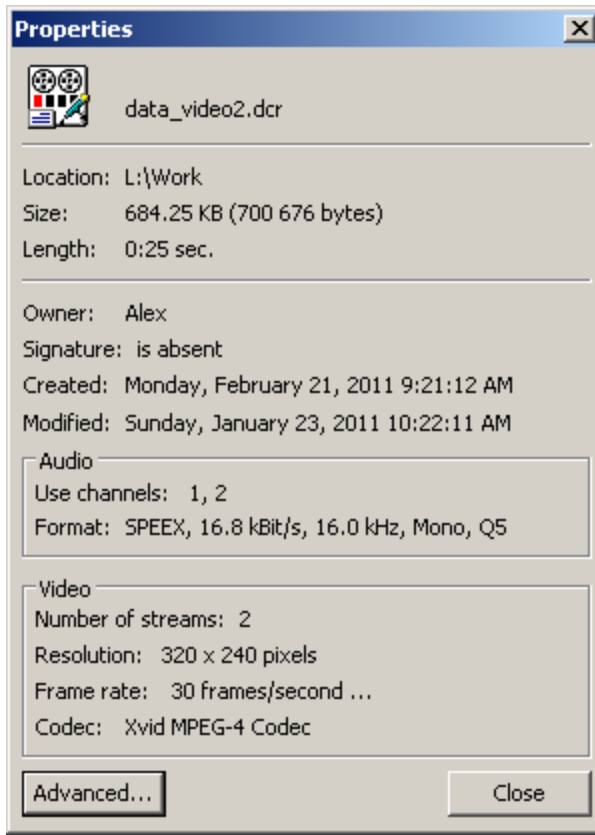 Properties
data_video2.dcr
Location: L:\Work
Size: 684.25 KB (700 676 bytes)
Length: 0:25 sec.
Owner: Alex
Signature: is absent
Created: Monday, February 21, 2011 9:21:12 AM
Modified: Sunday, January 23, 2011 10:22:11 AM
Audio
Use channels: 1, 2
Format: SPEEX, 16.8 kBit/s, 16.0 kHz, Mono, Q5
Video
Number of streams: 2
Resolution: 320 x 240 pixels
Frame rate: 30 frames/second ...
Codec: Xvid MPEG-4 Codec
Advanced... Close